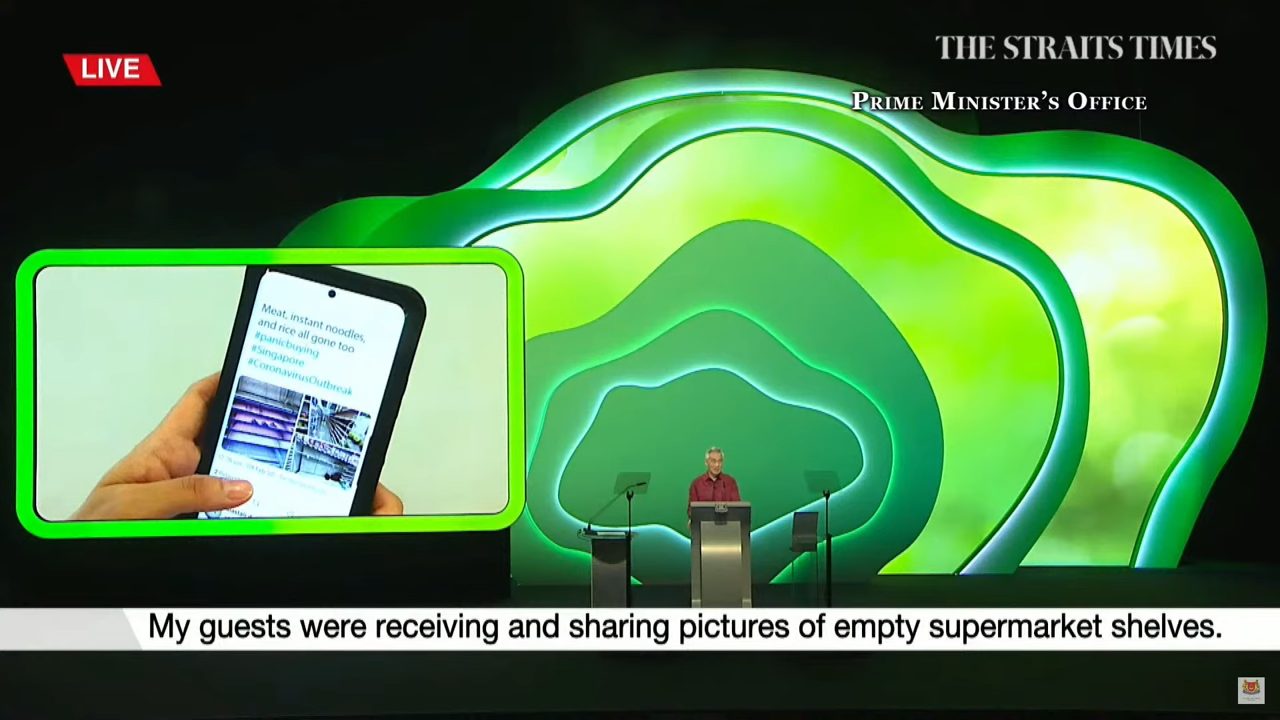 LIVE
THE STRAITS TIMES
PRIME MINISTER'S OFFICE
Meat, instant noodles,
and rice all gone too
#panicbuying
#Singapore
#CoronavirusOutbreak
My guests were receiving and sharing pictures of empty supermarket shelves.